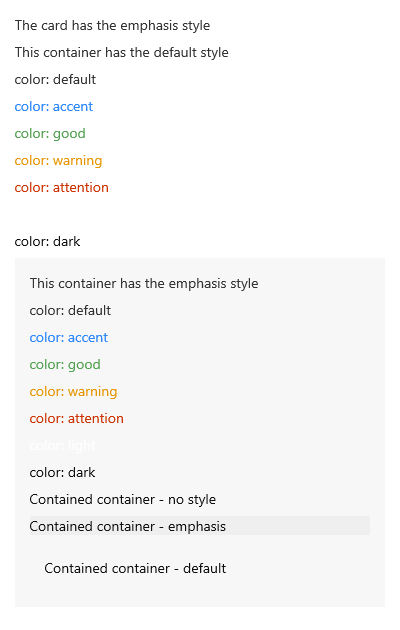 The card has the emphasis style
This container has the default style
color: default
color: accent
color: good
color: warning
color: attention
color: dark
This container has the emphasis style
color: default
color: accent
color: good
color: warning
color: attention
color: light
color: dark
Contained container - no style
Contained container - emphasis
Contained container - default